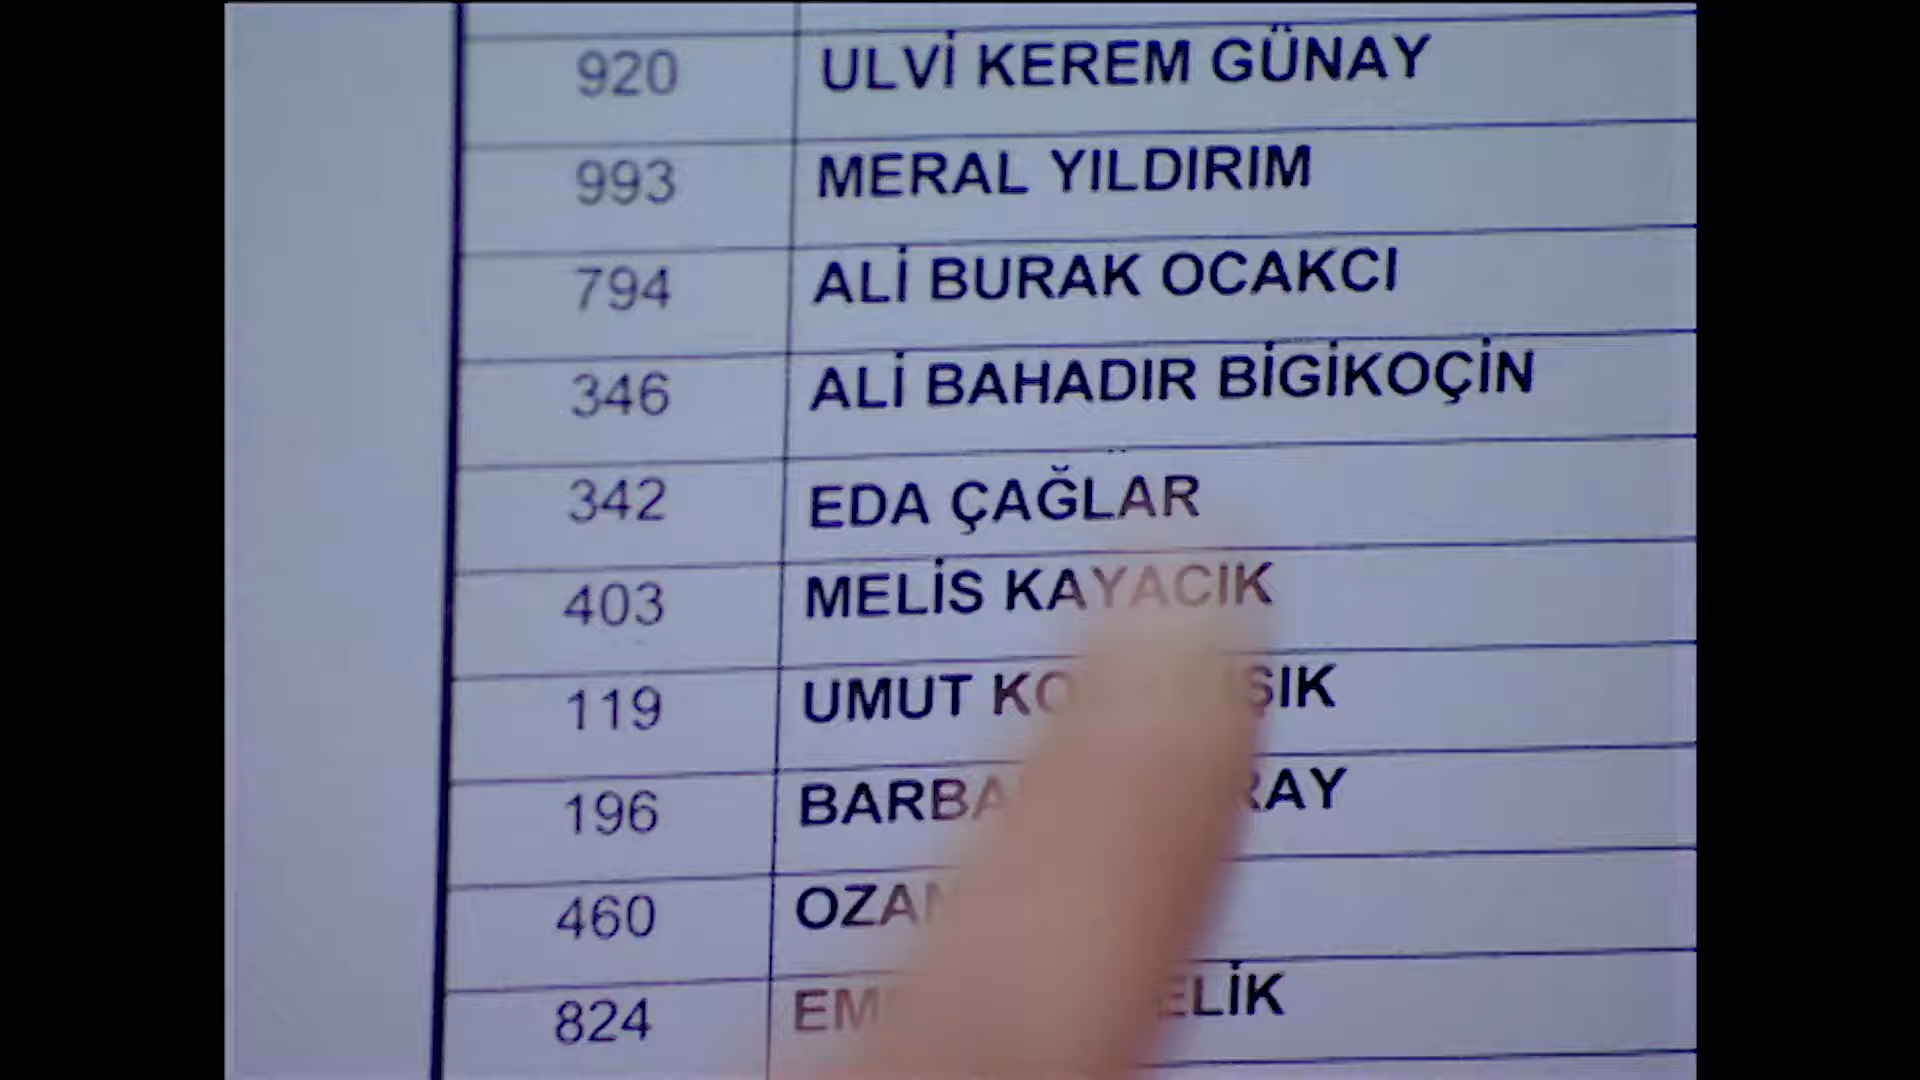 920 ULVİ KEREM GÜNAY
993 MERAL YILDIRIM
794 ALİ BURAK OCAKCI
346 ALİ BAHADIR BİGİKOÇİN
342 EDA ÇAĞLAR
403 MELİS KAYACIK
119 UMUT
196
460
824